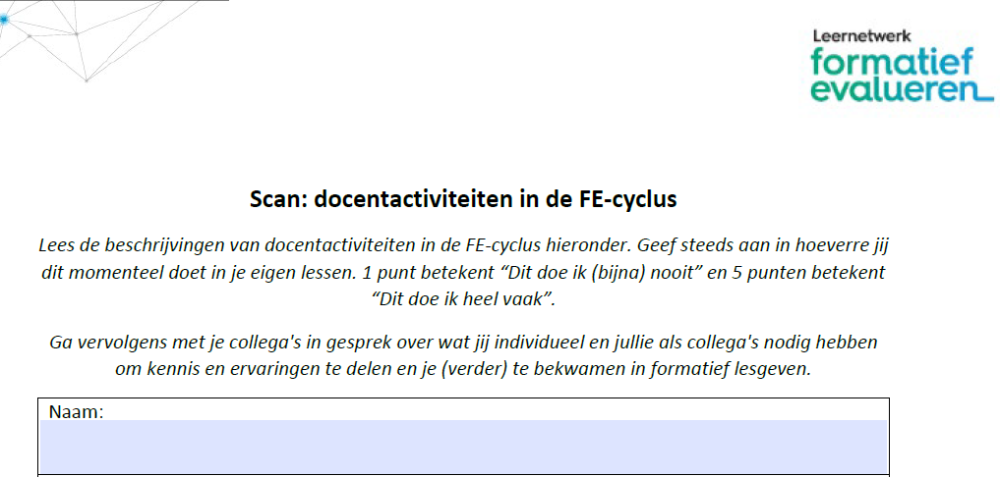 Leernetwerk
formatief
evalueren
Scan: docentactiviteiten in de FE-cyclus
Lees de beschrijvingen van docentactiviteiten in de FE-cyclus hieronder. Geef steeds aan in hoeverre jij
dit momenteel doet in je eigen lessen. 1 punt betekent “Dit doe ik (bijna) nooit” en 5 punten betekent
“Dit doe ik heel vaak”.
Ga vervolgens met je collega's in gesprek over wat jij individueel en jullie als collega's nodig hebben
om kennis en ervaringen te delen en je (verder) te bekwamen in formatief lesgeven.
Naam: